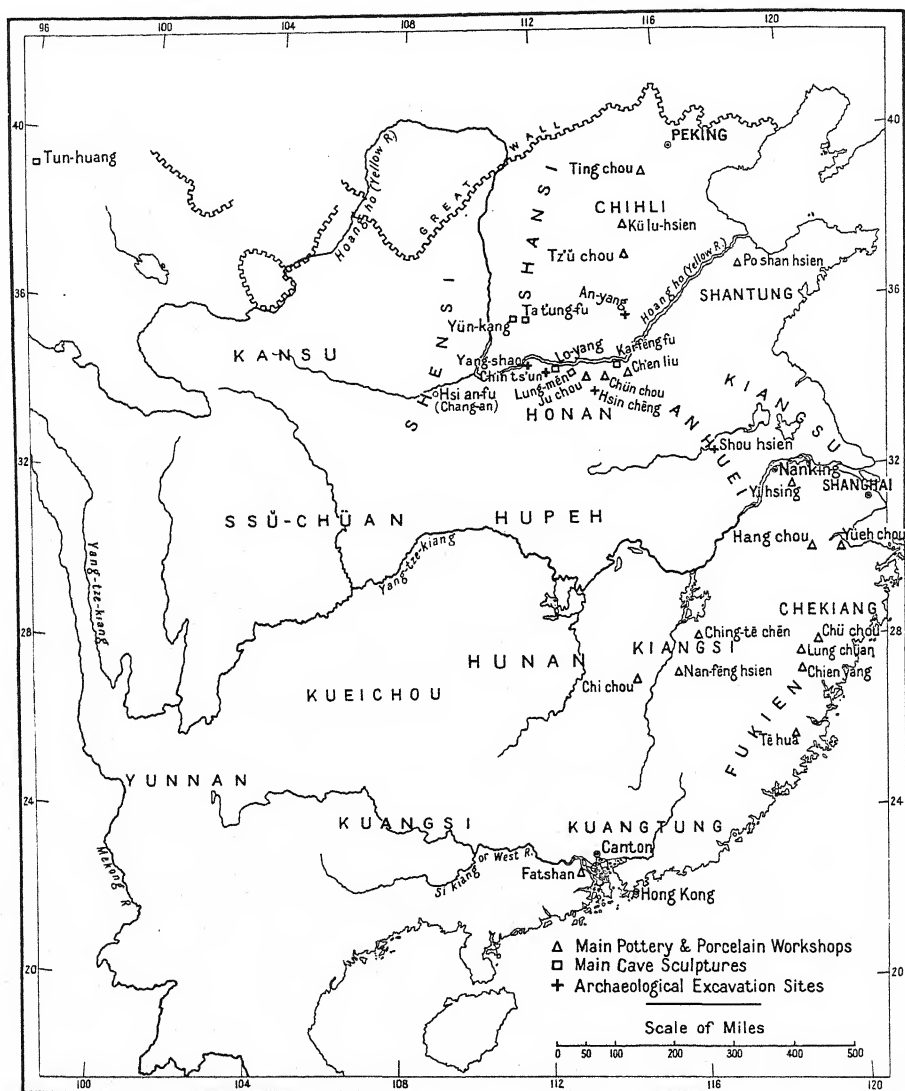 96
100
104
108
112
116
120
40
40
Tun-huang
Hoang ho (Yellow R.)
GREAT WALL
PEKING
Ting chou
SHANSI
CHIHLI
Kü lu-hsien
Tz'ŭ chou
Hoang ho (Yellow R.)
Po shan hsien
36
36
An-yang
SHANTUNG
Ta tung-fu
Yün-kang
SHENSI
KANSU
Yang-shao
Lo-yang
Kai-fêng fu
Chih ts'un
Ch'en liu
Lung-mên
Ju chou
Chün chou
Hsi an-fu
(Chang-an)
Hsin chêng
HONAN
ANHUEI
KIANGSU
Shou hsien
32
32
Nanking
Yi hsing
SHANGHAI
SSŬ-CHÜAN
HUPEH
Hang chou
Yüeh chou
Yang-tze-kiang
Yang-tze-kiang
CHEKIANG
28
28
Ching-tê chên
Chü chou
KIANGSI
Lung chüan
HUNAN
Chi chou
Nan-fêng hsien
Chien yang
KUEICHOU
FUKIEN
Tê hua
YUNNAN
24
24
KUANGSI
KUANGTUNG
Canton
Si kiang or West R.
Fatshan
Mekong R
Hong Kong
Main Pottery & Porcelain Workshops
Main Cave Sculptures
Archaeological Excavation Sites
20
20
Scale of Miles
0 50 100 200 300 400 500
100
104
108
112
116
120